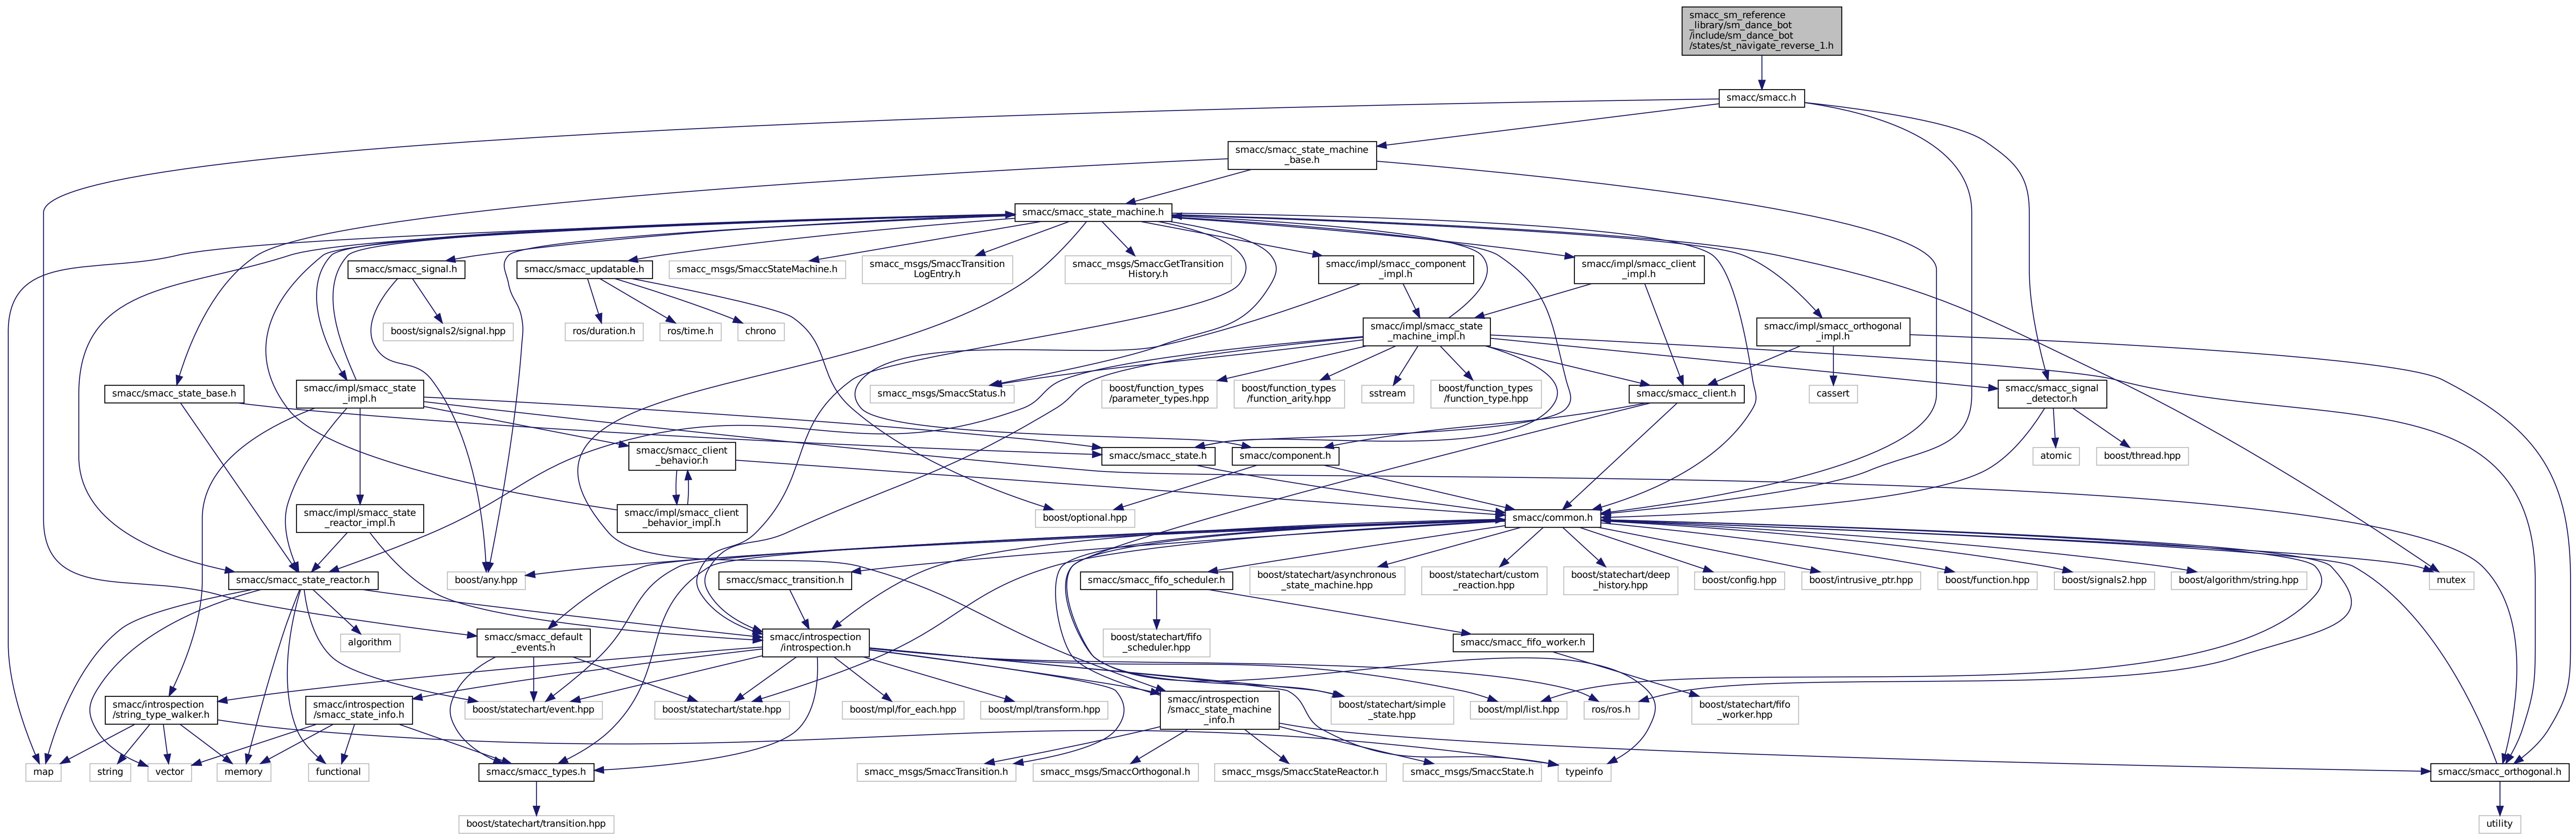 smacc_sm_reference
_library/sm_dance_bot
/include/sm_dance_bot
/states/st_navigate_reverse_1.h
smacc/smacc.h
smacc/smacc_state_machine
_base.h
smacc/smacc_state_machine.h
smacc/smacc_signal.h
smacc/smacc_updatable.h
smacc_msgs/SmaccStateMachine.h
smacc_msgs/SmaccTransition
LogEntry.h
smacc_msgs/SmaccGetTransition
History.h
smacc/impl/smacc_component
_impl.h
smacc/impl/smacc_client
_impl.h
boost/signals2/signal.hpp
ros/duration.h
ros/time.h
chrono
smacc/impl/smacc_state
_machine_impl.h
smacc/impl/smacc_orthogonal
_impl.h
smacc/smacc_state_base.h
smacc/impl/smacc_state
_impl.h
smacc_msgs/SmaccStatus.h
boost/function_types
/parameter_types.hpp
boost/function_types
/function_arity.hpp
sstream
boost/function_types
/function_type.hpp
smacc/smacc_client.h
cassert
smacc/smacc_signal
_detector.h
smacc/smacc_client
_behavior.h
smacc/smacc_state.h
smacc/component.h
atomic
boost/thread.hpp
smacc/impl/smacc_state
_reactor_impl.h
smacc/impl/smacc_client
_behavior_impl.h
boost/optional.hpp
smacc/common.h
smacc/smacc_state_reactor.h
boost/any.hpp
smacc/smacc_transition.h
smacc/smacc_fifo_scheduler.h
boost/statechart/asynchronous
_state_machine.hpp
boost/statechart/custom
_reaction.hpp
boost/statechart/deep
_history.hpp
boost/config.hpp
boost/intrusive_ptr.hpp
boost/function.hpp
boost/signals2.hpp
boost/algorithm/string.hpp
mutex
algorithm
smacc/smacc_default
_events.h
smacc/introspection
/introspection.h
boost/statechart/fifo
_scheduler.hpp
smacc/smacc_fifo_worker.h
smacc/introspection
/string_type_walker.h
smacc/introspection
/smacc_state_info.h
boost/statechart/event.hpp
boost/statechart/state.hpp
boost/mpl/for_each.hpp
boost/mpl/transform.hpp
smacc/introspection
/smacc_state_machine
_info.h
boost/statechart/simple
_state.hpp
boost/mpl/list.hpp
ros/ros.h
boost/statechart/fifo
_worker.hpp
map
string
vector
memory
functional
smacc/smacc_types.h
smacc_msgs/SmaccTransition.h
smacc_msgs/SmaccOrthogonal.h
smacc_msgs/SmaccStateReactor.h
smacc_msgs/SmaccState.h
typeinfo
smacc/smacc_orthogonal.h
boost/statechart/transition.hpp
utility